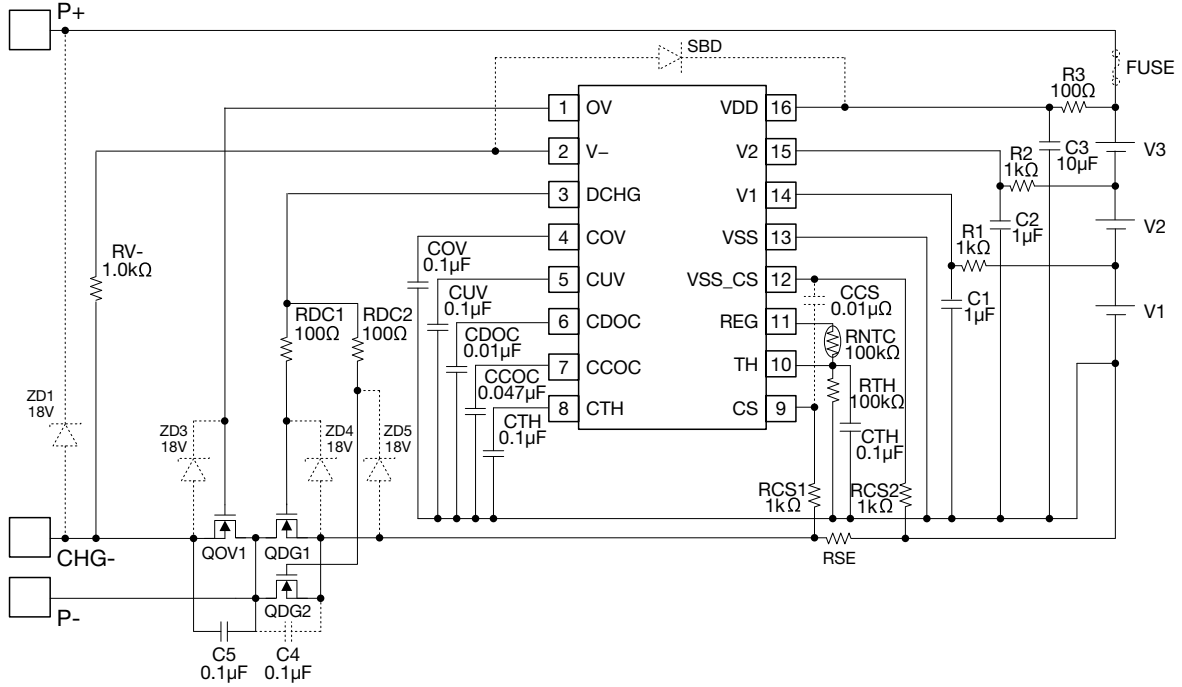 P+
SBD
FUSE
R3
100Ω
1
OV
VDD
16
2
V−
V2
15
R2
1kΩ
C3
10µF
V3
3
DCHG
V1
14
R1
1kΩ
C2
1µF
V2
4
COV
VSS
13
COV
0.1µF
RV-
1.0kΩ
5
CUV
VSS_CS
12
CUV
0.1µF
CCS
0.01µΩ
C1
1µF
V1
RDC1
100Ω
RDC2
100Ω
6
CDOC
REG
11
CDOC
0.01µF
RNTC
100kΩ
7
CCOC
TH
10
CCOC
0.047µF
RTH
100kΩ
8
CTH
CS
9
CTH
0.1µF
CTH
0.1µF
ZD1
18V
ZD3
18V
ZD4
18V
ZD5
18V
RCS1
1kΩ
RCS2
1kΩ
CHG-
QOV1
QDG1
RSE
P-
QDG2
C5
0.1µF
C4
0.1µF